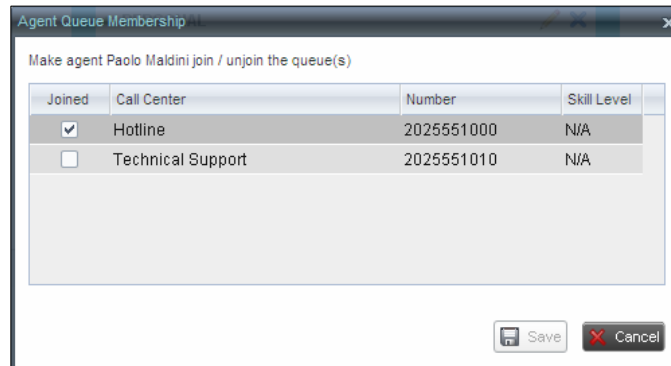 Agent Queue Membership
Make agent Paolo Maldini join / unjoin the queue(s)
Joined Call Center Number Skill Level
Hotline 2025551000 N/A
Technical Support 2025551010 N/A
Save Cancel